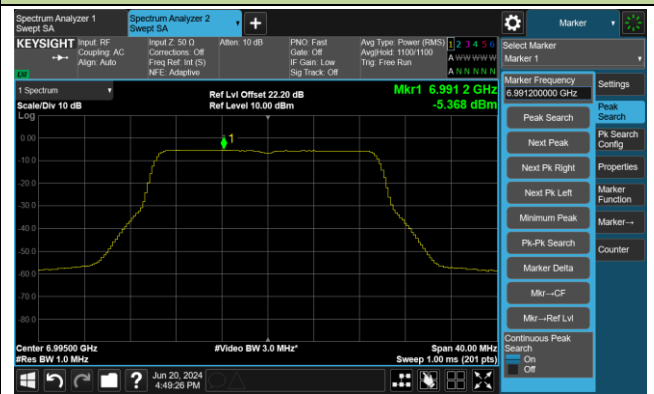 Spectrum Analyzer 1
Swept SA
Spectrum Analyzer 2
Swept SA
+
Marker
KEYSIGHT
Input: RF
Coupling: AC
Align: Auto
Input Z: 50 Ω
Corrections: Off
Freq Ref: Int (S)
NFE: Adaptive
Atten: 10 dB
PNO: Fast
Gate: Off
IF Gain: Low
Sig Track: Off
Avg Type: Power (RMS)
Avg|Hold: 1100/1100
Trig: Free Run
1 2 3 4 5 6
A W W W W W
A N N N N N
LXI
Select Marker
Marker 1
Marker Frequency
6.991200000 GHz
Settings
Peak Search
Peak
Search
Next Peak
Pk Search
Config
Next Pk Right
Properties
Next Pk Left
Marker
Function
Minimum Peak
Marker→
Pk-Pk Search
Counter
Marker Delta
Mkr→CF
Mkr→Ref Lvl
Continuous Peak
Search
On
Off
1 Spectrum
Scale/Div 10 dB
Ref Lvl Offset 22.20 dB
Ref Level 10.00 dBm
Mkr1 6.991 2 GHz
-5.368 dBm
Log
1
0.00
-10.0
-20.0
-30.0
-40.0
-50.0
-60.0
-70.0
-80.0
Center 6.99500 GHz
#Res BW 1.0 MHz
#Video BW 3.0 MHz*
Span 40.00 MHz
Sweep 1.00 ms (201 pts)
?
Jun 20, 2024
4:49:26 PM